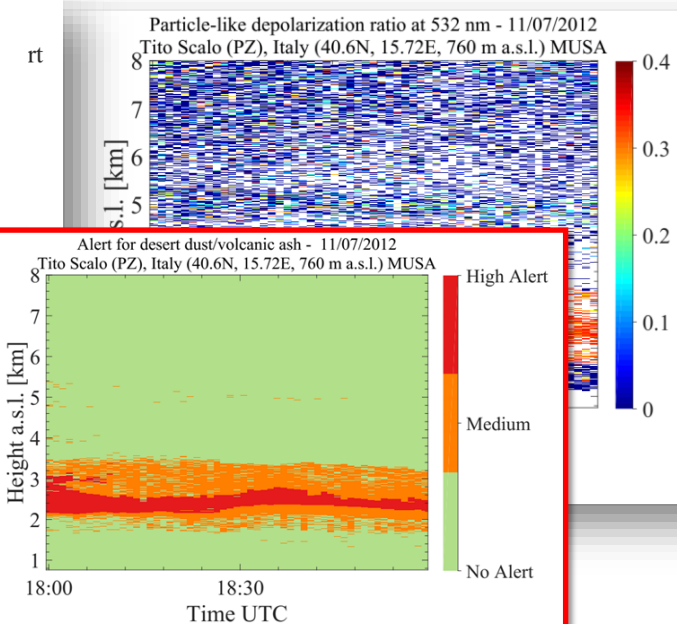 rt
Particle-like depolarization ratio at 532 nm - 11/07/2012
Tito Scalo (PZ), Italy (40.6N, 15.72E, 760 m a.s.l.) MUSA
8
7
6
5
s.l. [km]
0.4
0.3
0.2
0.1
0
Alert for desert dust/volcanic ash - 11/07/2012
Tito Scalo (PZ), Italy (40.6N, 15.72E, 760 m a.s.l.) MUSA
Height a.s.l. [km]
8
7
6
5
4
3
2
1
18:00
18:30
Time UTC
High Alert
Medium
No Alert